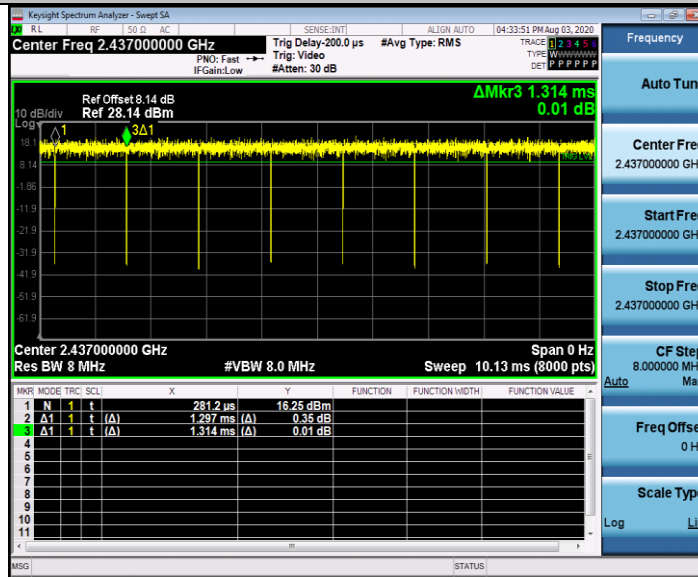 Keysight Spectrum Analyzer - Swept SA
LXI RL RF 50 Ω AC SENSE:INT ALIGN AUTO 04:33:51 PM Aug 03, 2020
Center Freq 2.437000000 GHz
PNO: Fast
IFGain:Low
Trig Delay-200.0 µs
Trig: Video
#Atten: 30 dB
#Avg Type: RMS
TRACE 1 2 3 4 5 6
TYPE WWWWWW
DET P P P P P P
Frequency
Auto Tun
Center Fre
2.437000000 GH
Start Fre
2.437000000 GH
Stop Fre
2.437000000 GH
CF Step
8.000000 MH
Auto Ma
Freq Offse
0 H
Scale Type
Log Li
ΔMkr3 1.314 ms
0.01 dB
Ref Offset 8.14 dB
10 dB/div Ref 28.14 dBm
Log
1 3Δ1
18.1
8.14
-1.86
-11.9
-21.9
-31.9
-41.9
-51.9
-61.9
Center 2.437000000 GHz Span 0 Hz
Res BW 8 MHz #VBW 8.0 MHz Sweep 10.13 ms (8000 pts)
MKR MODE TRC SCL X Y FUNCTION FUNCTION WIDTH FUNCTION VALUE
1 N 1 t 281.2 µs 16.25 dBm
2 Δ1 1 t (Δ) 1.297 ms (Δ) 0.35 dB
3 Δ1 1 t (Δ) 1.314 ms (Δ) 0.01 dB
4
5
6
7
8
9
10
11
MSG STATUS